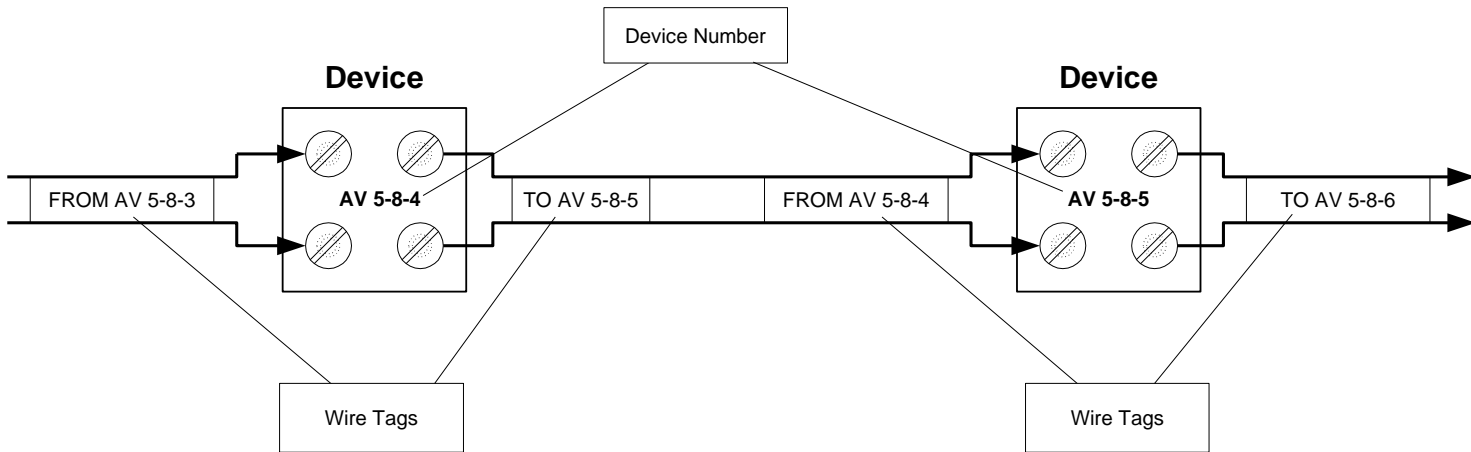 Device Number
Device
Device
FROM AV 5-8-3
AV 5-8-4
TO AV 5-8-5
FROM AV 5-8-4
AV 5-8-5
TO AV 5-8-6
Wire Tags
Wire Tags